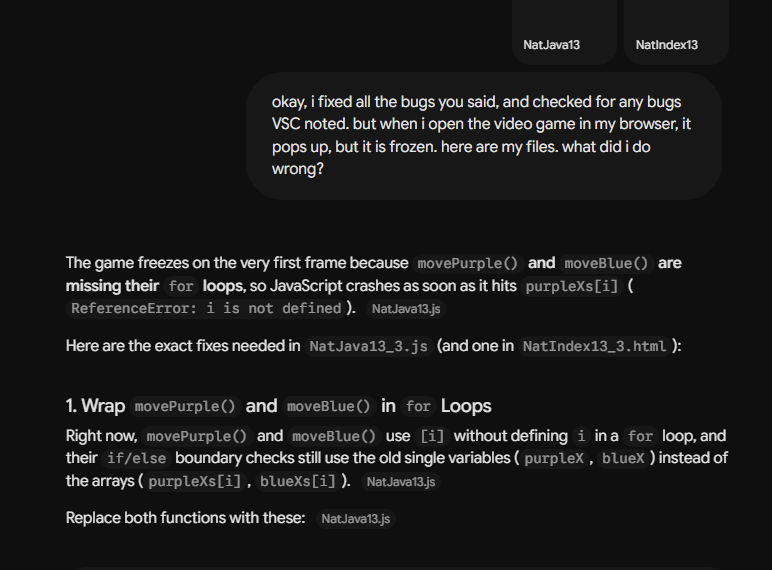 NatJava13 NatIndex13
okay, i fixed all the bugs you said, and checked for any bugs
VSC noted. but when i open the video game in my browser, it
pops up, but it is frozen. here are my files. what did i do
wrong?
The game freezes on the very first frame because movePurple() and moveBlue() are
missing their for loops, so JavaScript crashes as soon as it hits purpleXs[i] (
ReferenceError: i is not defined ). NatJava13.js
Here are the exact fixes needed in NatJava13_3.js (and one in NatIndex13_3.html ):
1. Wrap movePurple() and moveBlue() in for Loops
Right now, movePurple() and moveBlue() use [i] without defining i in a for loop, and
their if/else boundary checks still use the old single variables ( purpleX , blueX ) instead of
the arrays ( purpleXs[i] , blueXs[i] ). NatJava13.js
Replace both functions with these: NatJava13.js